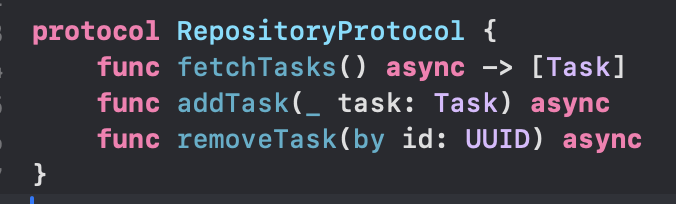 protocol RepositoryProtocol {
    func fetchTasks() async -> [Task]
    func addTask(_ task: Task) async
    func removeTask(by id: UUID) async
}